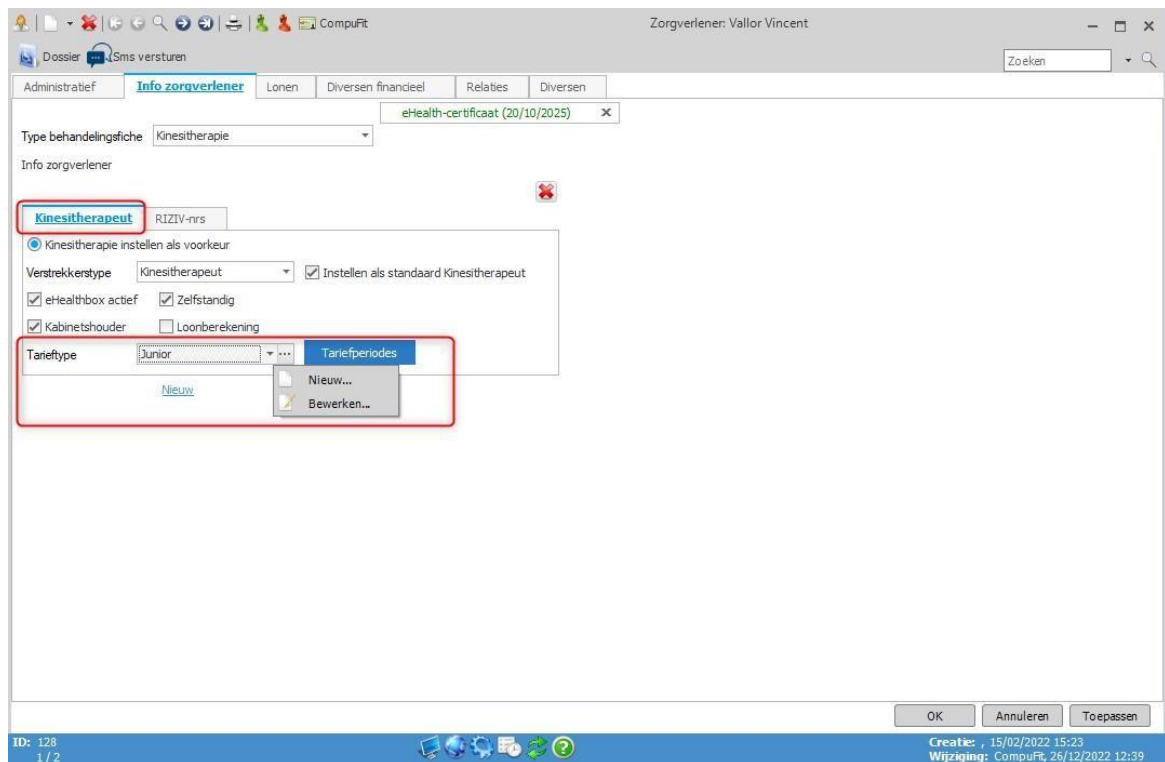 CompuFit Zorgverlener: Vallor Vincent
Dossier Sms versturen Zoeken
Administratief Info zorgverlener Lonen Diversen financieel Relaties Diversen
eHealth-certificaat (20/10/2025)
Type behandelingsfiche Kinesitherapie
Info zorgverlener
Kinesitherapeut RIZIV-nrs
Kinesitherapie instellen als voorkeur
Verstrekkerstype Kinesitherapeut Instellen als standaard Kinesitherapeut
eHealthbox actief Zelfstandig
Kabinetshouder Loonberekening
Tarieftype Junior ... Tariefperiodes
Nieuw...
Nieuw
Bewerken...
OK Annuleren Toepassen
ID: 128 Creatie: , 15/02/2022 15:23
1/2 Wijziging: CompuFit, 26/12/2022 12:39